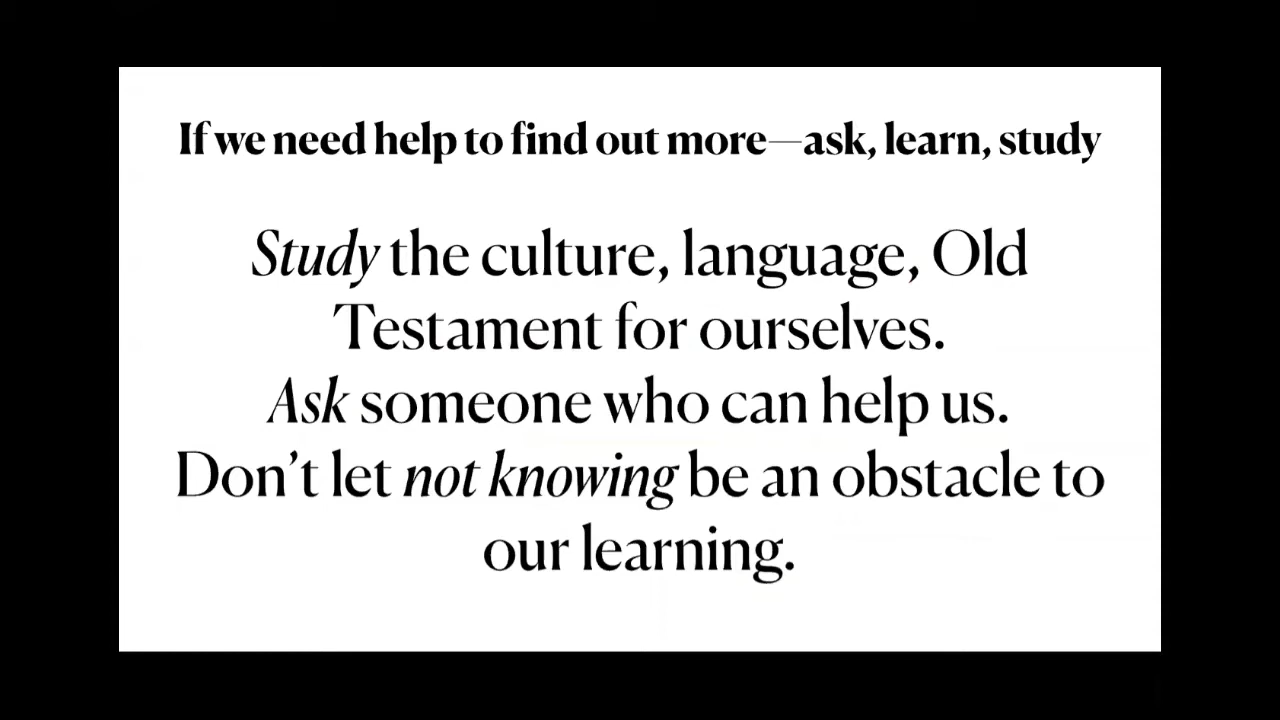 If we need help to find out more—ask, learn, study
Study the culture, language, Old
Testament for ourselves.
Ask someone who can help us.
Don’t let not knowing be an obstacle to
our learning.